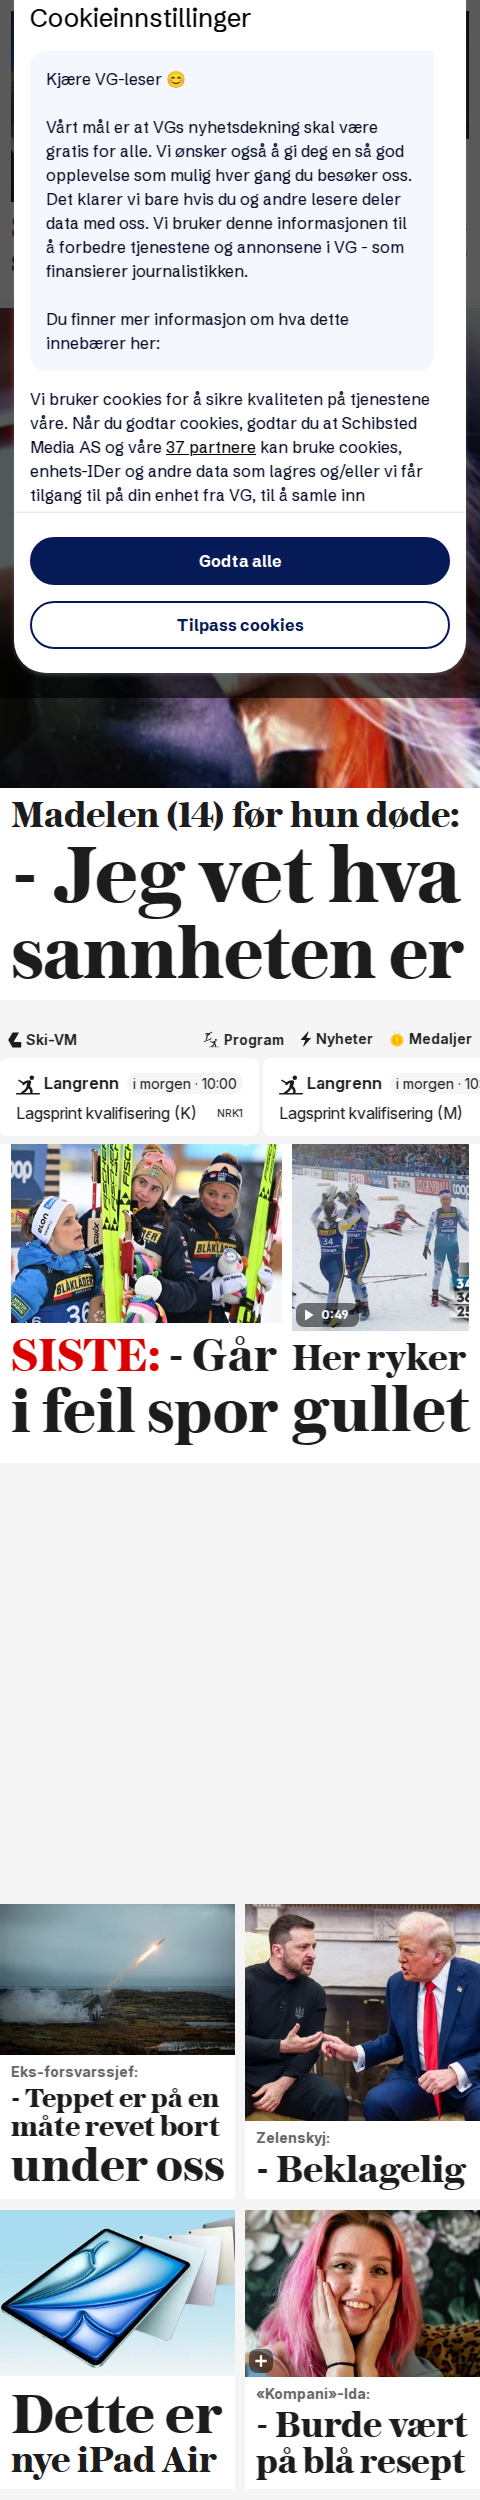 Cookieinnstillinger
Kjære VG-leser 😊
Vårt mål er at VGs nyhetsdekning skal være
gratis for alle. Vi ønsker også å gi deg en så god
opplevelse som mulig hver gang du besøker oss.
Det klarer vi bare hvis du og andre lesere deler
data med oss. Vi bruker denne informasjonen til
å forbedre tjenestene og annonsene i VG - som
finansierer journalistikken.
Du finner mer informasjon om hva dette
innebærer her:
Vi bruker cookies for å sikre kvaliteten på tjenestene
våre. Når du godtar cookies, godtar du at Schibsted
Media AS og våre 37 partnere kan bruke cookies,
enhets-IDer og andre data som lagres og/eller vi får
tilgang til på din enhet fra VG, til å samle inn
Godta alle
Tilpass cookies
Madelen (14) før hun døde:
- Jeg vet hva
sannheten er
Ski-VM
Program
Nyheter
Medaljer
Langrenn i morgen · 10:00
Lagsprint kvalifisering (K) NRK1
Langrenn i morgen · 10:
Lagsprint kvalifisering (M)
0:49
SISTE: - Går
i feil spor
Her ryker
gullet
Eks-forsvarssjef:
- Teppet er på en
måte revet bort
under oss
Zelenskyj:
- Beklagelig
Dette er
nye iPad Air
«Kompani»-Ida:
- Burde vært
på blå resept